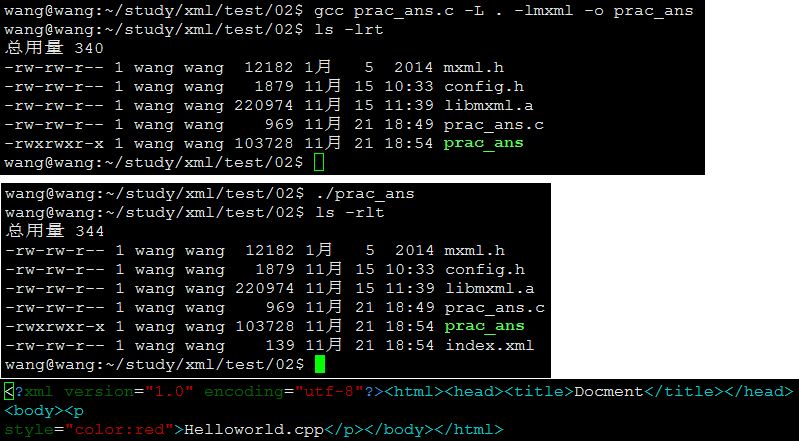 wang@wang:~/study/xml/test/02$ gcc prac_ans.c -L . -lmxml -o prac_ans
wang@wang:~/study/xml/test/02$ ls -lrt
总用量 340
-rw-rw-r-- 1 wang wang  12182 1月   5  2014 mxml.h
-rw-rw-r-- 1 wang wang   1879 11月 15 10:33 config.h
-rw-rw-r-- 1 wang wang 220974 11月 15 11:39 libmxml.a
-rw-rw-r-- 1 wang wang    969 11月 21 18:49 prac_ans.c
-rwxrwxr-x 1 wang wang 103728 11月 21 18:54 prac_ans
wang@wang:~/study/xml/test/02$
wang@wang:~/study/xml/test/02$ ./prac_ans
wang@wang:~/study/xml/test/02$ ls -rlt
总用量 344
-rw-rw-r-- 1 wang wang  12182 1月   5  2014 mxml.h
-rw-rw-r-- 1 wang wang   1879 11月 15 10:33 config.h
-rw-rw-r-- 1 wang wang 220974 11月 15 11:39 libmxml.a
-rw-rw-r-- 1 wang wang    969 11月 21 18:49 prac_ans.c
-rwxrwxr-x 1 wang wang 103728 11月 21 18:54 prac_ans
-rw-rw-r-- 1 wang wang    139 11月 21 18:54 index.xml
wang@wang:~/study/xml/test/02$
<?xml version="1.0" encoding="utf-8"?><html><head><title>Docment</title></head>
<body><p
style="color:red">Helloworld.cpp</p></body></html>